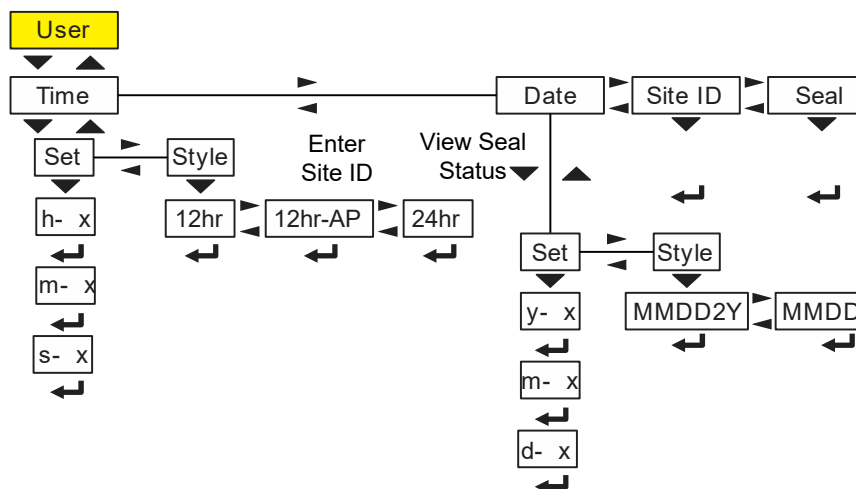 User
Time
Date
Site ID
Seal
Set
Style
Enter
Site ID
View Seal
Status
h- x
12hr
12hr-AP
24hr
m- x
s- x
Set
Style
y- x
MMDD2Y
MMDD
m- x
d- x